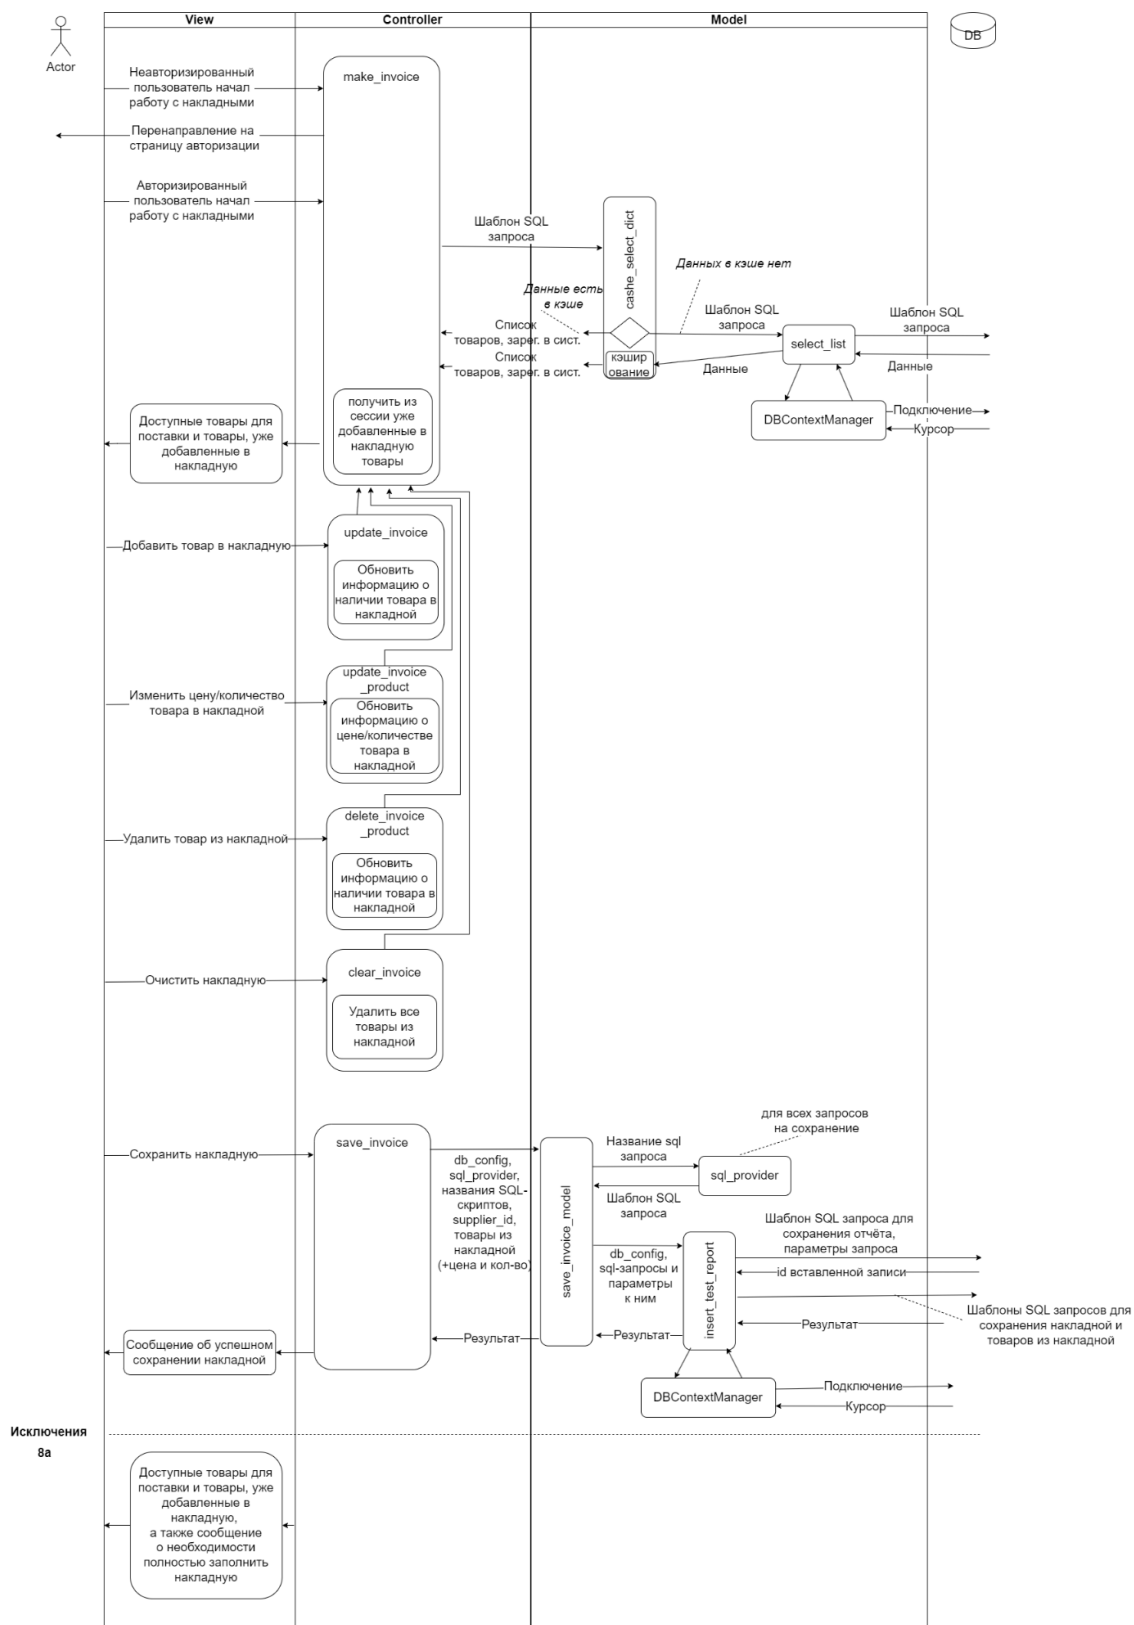 View
Controller
Model
DB
Actor
Неавторизированный
пользователь начал
работу с накладными
make_invoice
Перенаправление на
страницу авторизации
Авторизированный
пользователь начал
работу с накладными
Шаблон SQL
запроса
cashe_select_dict
Данных в кэше нет
Данные есть
в кэше
Шаблон SQL
запроса
Шаблон SQL
запроса
Список
товаров, зарег. в сист.
select_list
Список
товаров, зарег. в сист.
кэшир
ование
Данные
Данные
получить из
сессии уже
добавленные в
накладную
товары
Доступные товары для
поставки и товары, уже
добавленные в
накладную
DBContextManager
Подключение
Курсор
update_invoice
Добавить товар в накладную
Обновить
информацию о
наличии товара в
накладной
update_invoice
_product
Изменить цену/количество
товара в накладной
Обновить
информацию о
цене/количестве
товара в
накладной
delete_invoice
_product
Удалить товар из накладной
Обновить
информацию о
наличии товара в
накладной
clear_invoice
Очистить накладную
Удалить все
товары из
накладной
save_invoice
Сохранить накладную
db_config,
sql_provider,
названия SQL-
скриптов,
supplier_id,
товары из
накладной
(+цена и кол-во)
save_invoice_model
Название sql
запроса
для всех запросов
на сохранение
sql_provider
Шаблон SQL
запроса
db_config,
sql-запросы и
параметры
к ним
insert_test_report
Шаблон SQL запроса для
сохранения отчёта,
параметры запроса
id вставленной записи
Шаблоны SQL запросов для
сохранения накладной и
товаров из накладной
Результат
Результат
Результат
Сообщение об успешном
сохранении накладной
DBContextManager
Подключение
Курсор
Исключения
8а
Доступные товары для
поставки и товары, уже
добавленные в
накладную,
а также сообщение
о необходимости
полностью заполнить
накладную